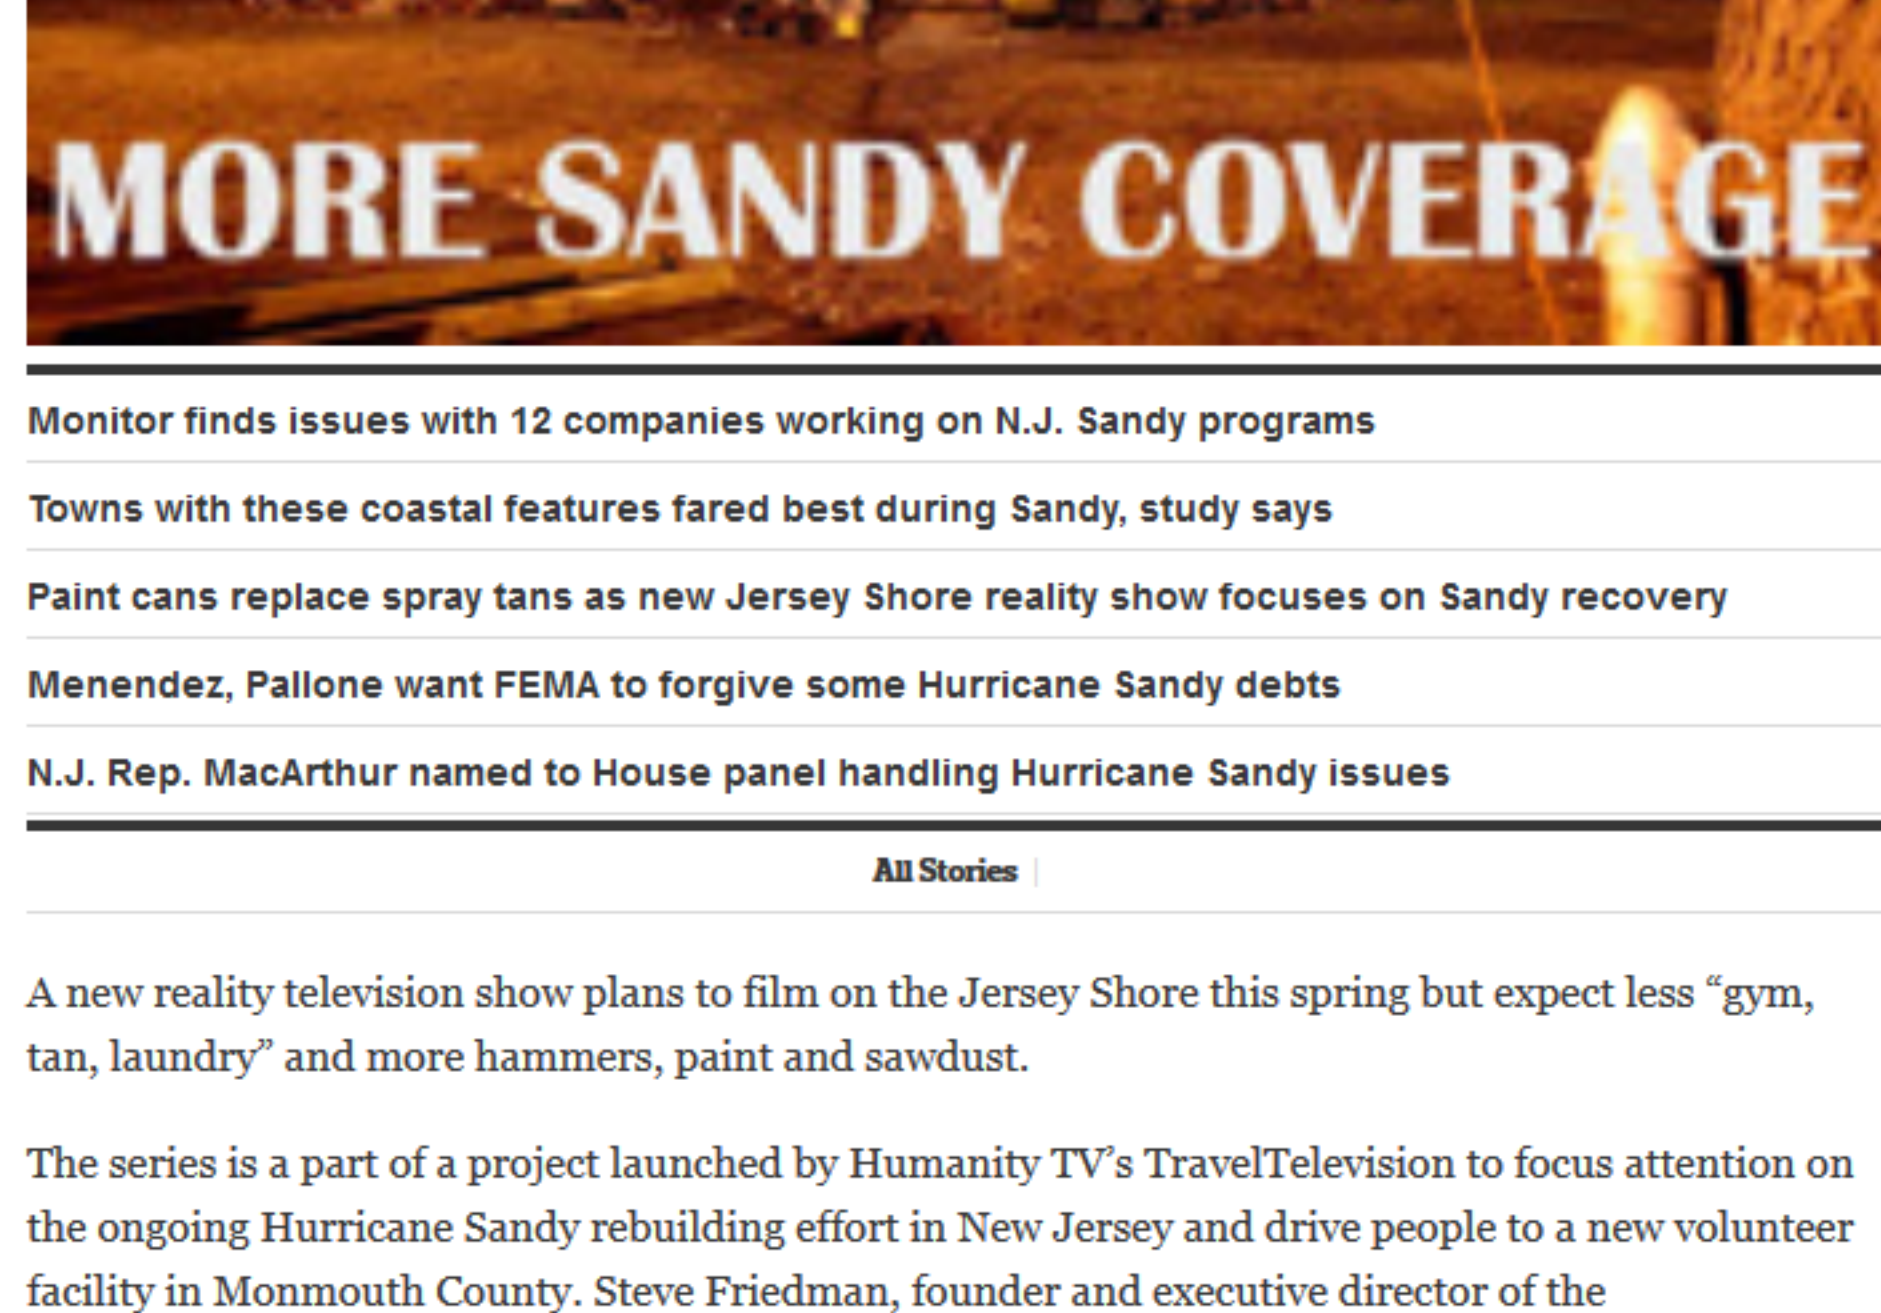 MORE SANDY COVERAGE
Monitor finds issues with 12 companies working on N.J. Sandy programs
Towns with these coastal features fared best during Sandy, study says
Paint cans replace spray tans as new Jersey Shore reality show focuses on Sandy recovery
Menendez, Pallone want FEMA to forgive some Hurricane Sandy debts
N.J. Rep. MacArthur named to House panel handling Hurricane Sandy issues
All Stories
A new reality television show plans to film on the Jersey Shore this spring but expect less “gym,
tan, laundry” and more hammers, paint and sawdust.
The series is a part of a project launched by Humanity TV’s TravelTelevision to focus attention on
the ongoing Hurricane Sandy rebuilding effort in New Jersey and drive people to a new volunteer
facility in Monmouth County. Steve Friedman, founder and executive director of the